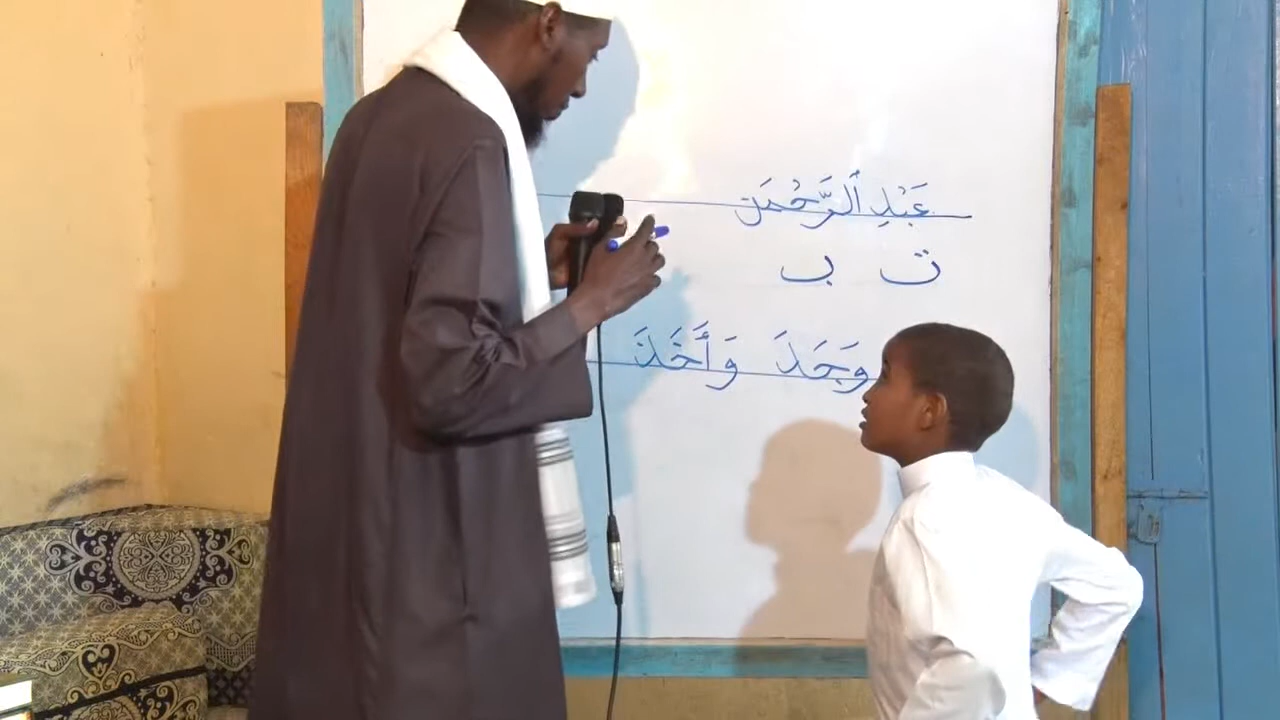 عَبْدِ ٱلرَّحْمَن
ت ب
وَجَدَ وَأَخَذَ